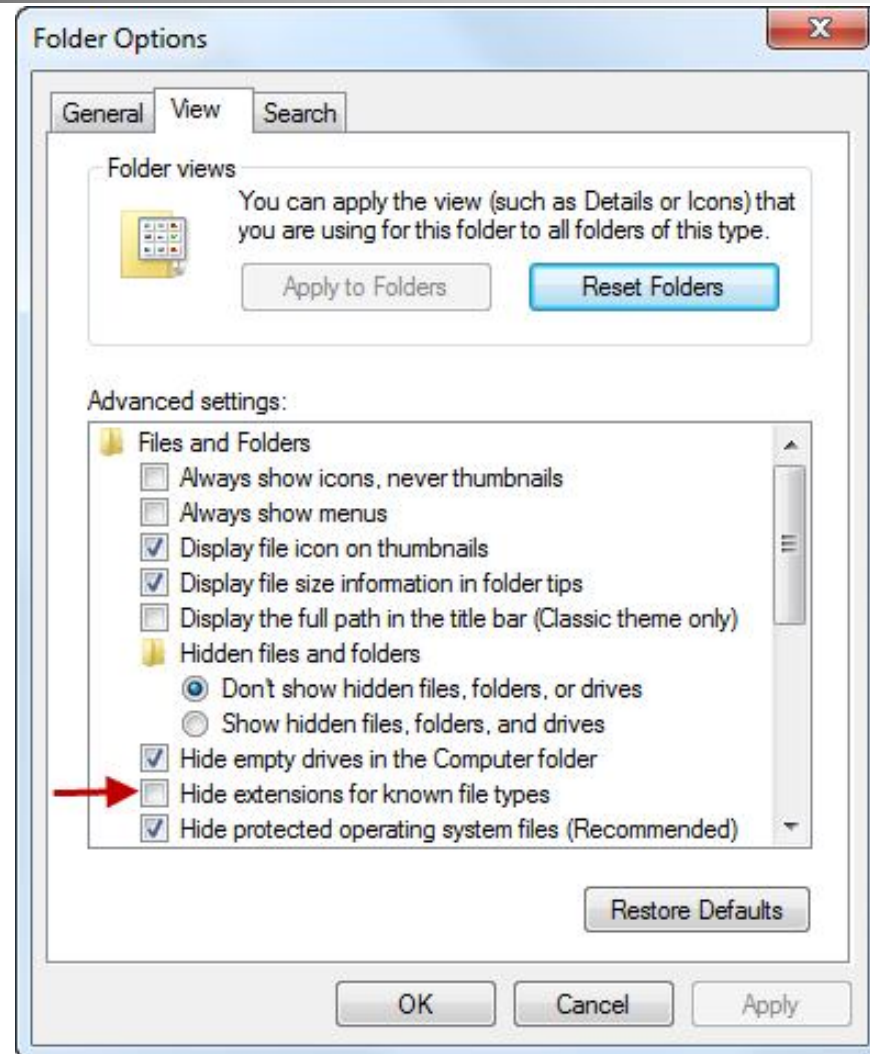 Folder Options
General
View
Search
Folder views
You can apply the view (such as Details or Icons) that
you are using for this folder to all folders of this type.
Apply to Folders
Reset Folders
Advanced settings:
Files and Folders
Always show icons, never thumbnails
Always show menus
Display file icon on thumbnails
Display file size information in folder tips
Display the full path in the title bar (Classic theme only)
Hidden files and folders
Don't show hidden files, folders, or drives
Show hidden files, folders, and drives
Hide empty drives in the Computer folder
Hide extensions for known file types
Hide protected operating system files (Recommended)
Restore Defaults
OK
Cancel
Apply